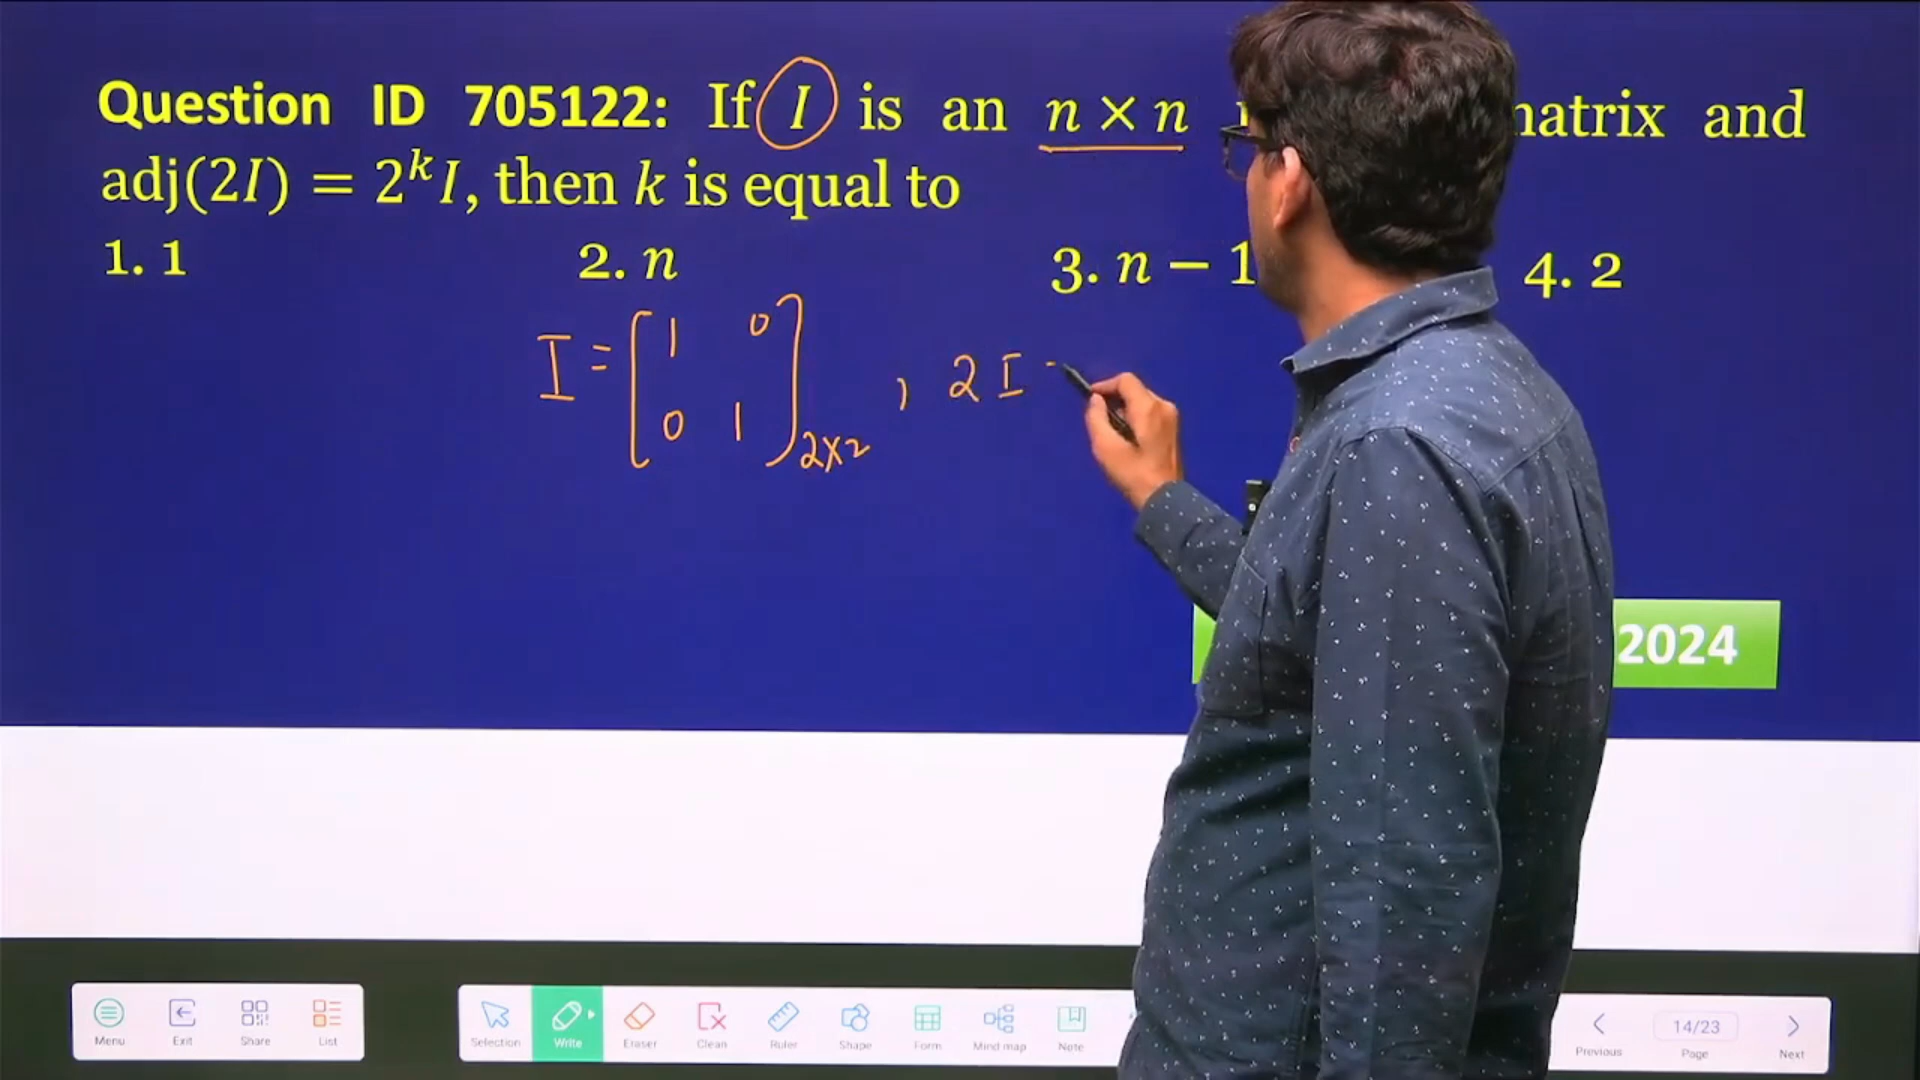 Question ID 705122: If I is an n × n matrix and
adj(2I) = 2ᵏI, then k is equal to
1. 1 2. n 3. n − 1 4. 2
I = [1 0
0 1]2×2 , 2I
2024
Menu Exit Share List Selection Write Eraser Clean Ruler Shape Form Mind map Note Previous 14/23 Page Next